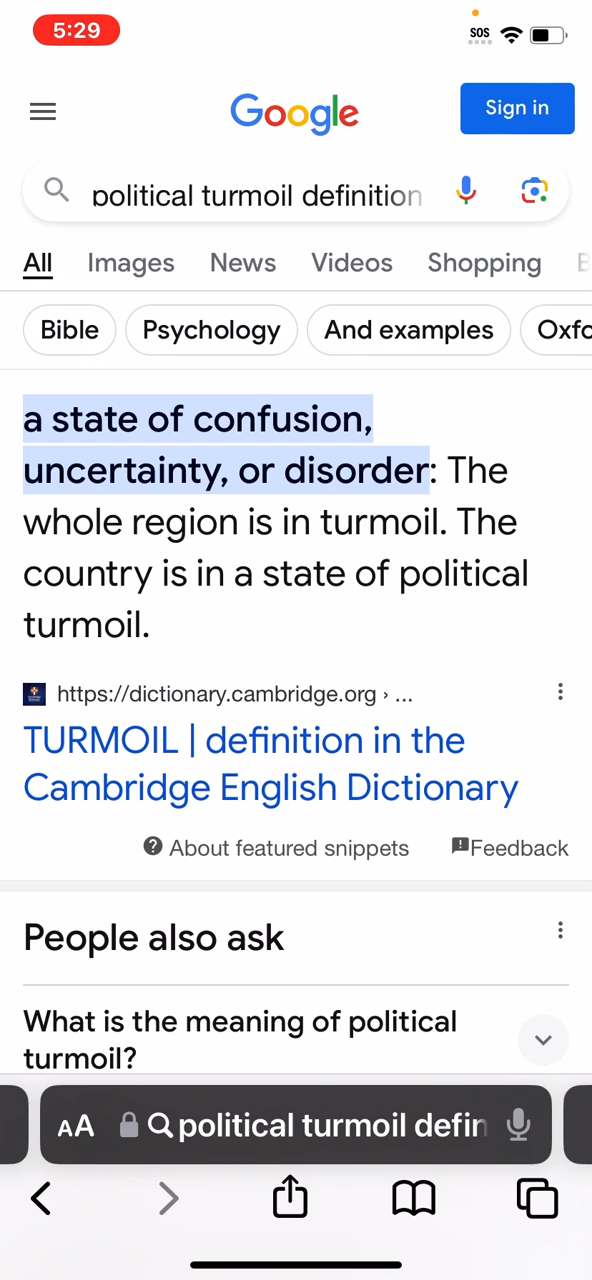 5:29
SOS
Google
Sign in
political turmoil definition
All Images News Videos Shopping
Bible Psychology And examples Oxfo
a state of confusion,
uncertainty, or disorder: The
whole region is in turmoil. The
country is in a state of political
turmoil.
https://dictionary.cambridge.org › ...
TURMOIL | definition in the
Cambridge English Dictionary
About featured snippets Feedback
People also ask
What is the meaning of political
turmoil?
AA political turmoil defin